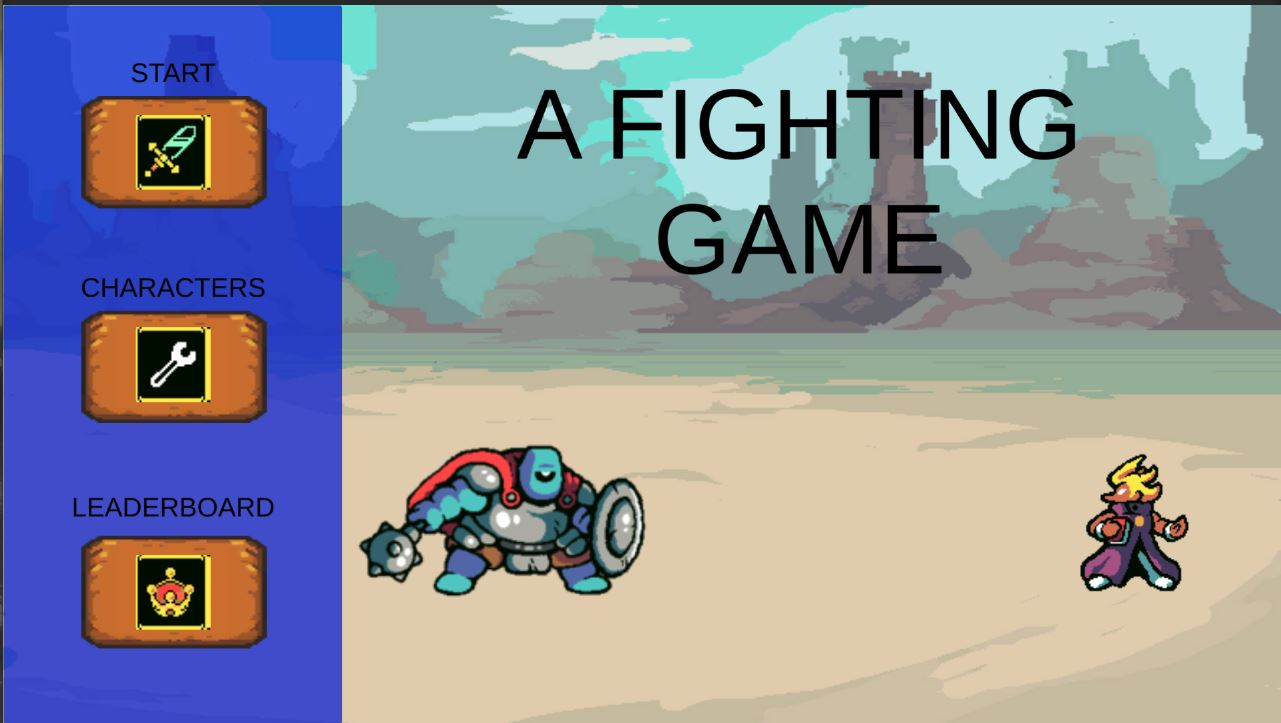 START
CHARACTERS
LEADERBOARD
A FIGHTING
GAME